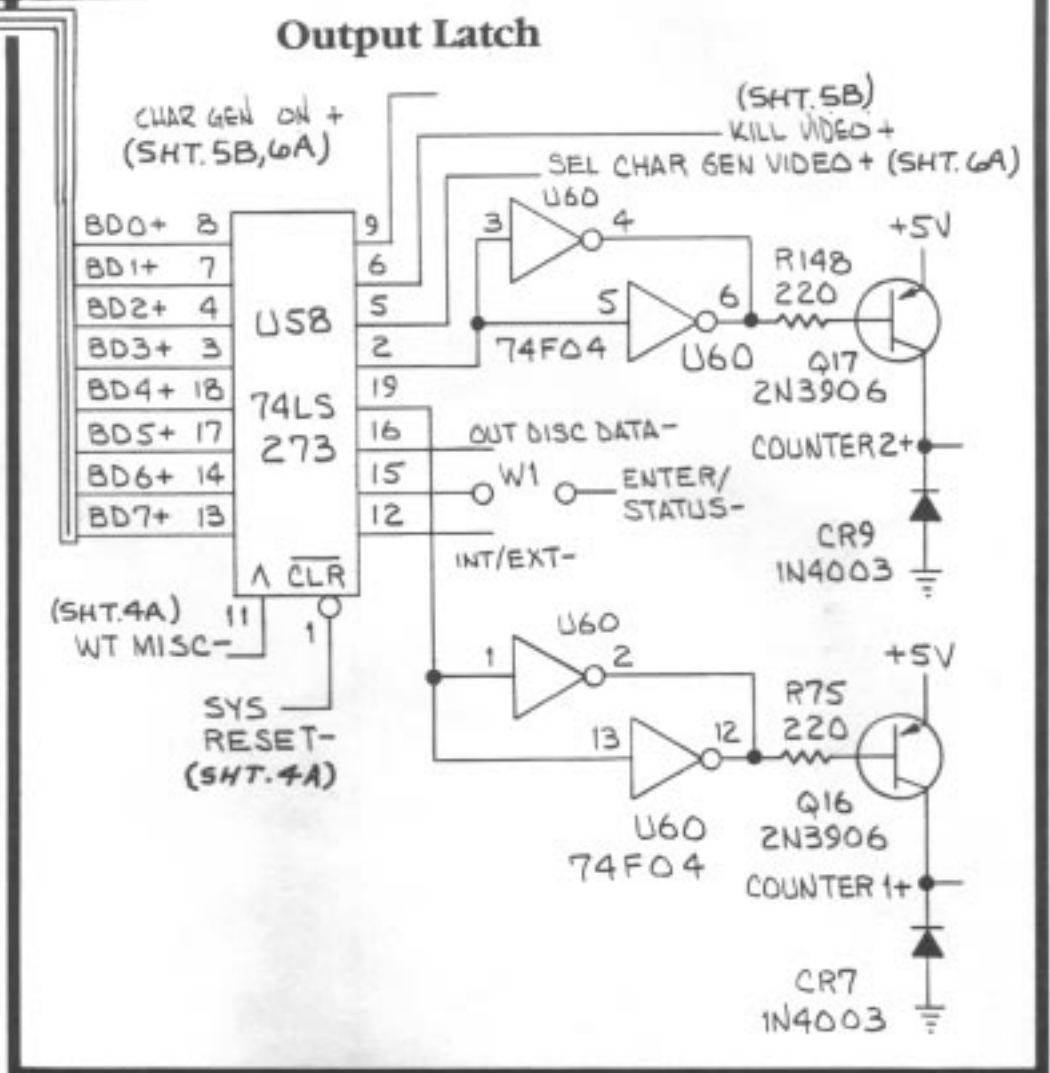 Output Latch
CHAR GEN ON +
(SHT. 5B, 6A)
(SHT. 5B)
KILL VIDEO +
SEL CHAR GEN VIDEO + (SHT. 6A)
BD0+ 8
BD1+ 7
BD2+ 4
BD3+ 3
BD4+ 18
BD5+ 17
BD6+ 14
BD7+ 13
U58
74LS
273
Λ CLR
9
6
5
2
19
16
15
12
11
1
(SHT. 4A)
WT MISC-
SYS
RESET-
(SHT. 4A)
U60
3 4
5 6
74F04 U60
R148
220
+5V
Q17
2N3906
COUNTER 2+
CR9
1N4003
OUT DISC DATA-
W1
ENTER/
STATUS-
INT/EXT-
U60
1 2
13 12
U60
74F04
R75
220
+5V
Q16
2N3906
COUNTER 1+
CR7
1N4003